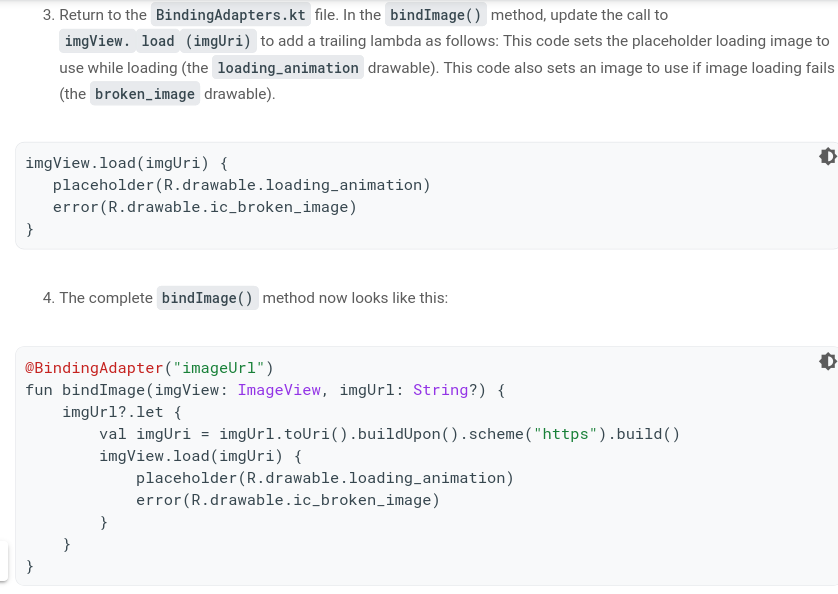 3. Return to the BindingAdapters.kt file. In the bindImage() method, update the call to
imgView. load (imgUri) to add a trailing lambda as follows: This code sets the placeholder loading image to
use while loading (the loading_animation drawable). This code also sets an image to use if image loading fails
(the broken_image drawable).
imgView.load(imgUri) {
   placeholder(R.drawable.loading_animation)
   error(R.drawable.ic_broken_image)
}
4. The complete bindImage() method now looks like this:
@BindingAdapter("imageUrl")
fun bindImage(imgView: ImageView, imgUrl: String?) {
    imgUrl?.let {
        val imgUri = imgUrl.toUri().buildUpon().scheme("https").build()
        imgView.load(imgUri) {
            placeholder(R.drawable.loading_animation)
            error(R.drawable.ic_broken_image)
        }
    }
}